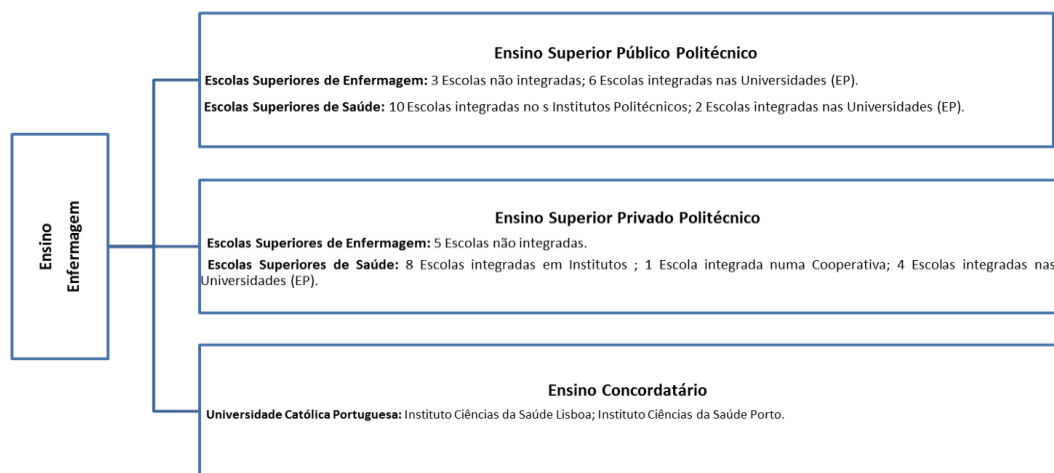 Ensino
Enfermagem
Ensino Superior Público Politécnico
Escolas Superiores de Enfermagem: 3 Escolas não integradas; 6 Escolas integradas nas Universidades (EP).
Escolas Superiores de Saúde: 10 Escolas integradas no s Institutos Politécnicos; 2 Escolas integradas nas Universidades (EP).
Ensino Superior Privado Politécnico
Escolas Superiores de Enfermagem: 5 Escolas não integradas.
Escolas Superiores de Saúde: 8 Escolas integradas em Institutos ; 1 Escola integrada numa Cooperativa; 4 Escolas integradas nas
Universidades (EP).
Ensino Concordatário
Universidade Católica Portuguesa: Instituto Ciências da Saúde Lisboa; Instituto Ciências da Saúde Porto.